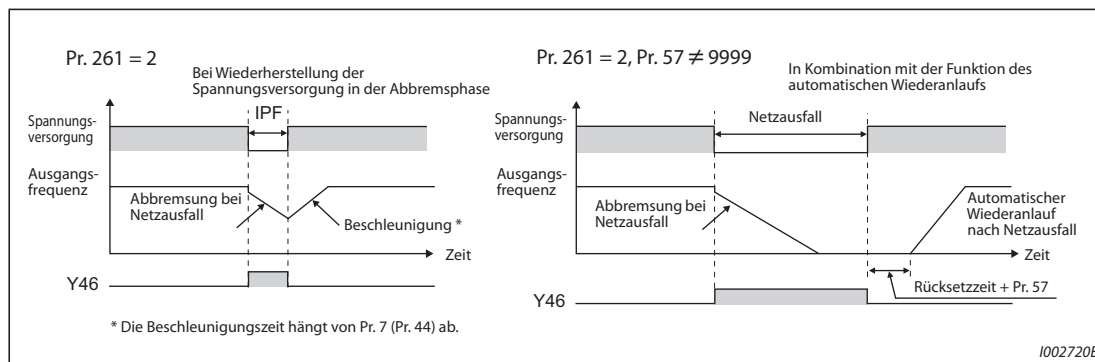 Pr. 261 = 2
Bei Wiederherstellung der
Spannungsversorgung in der Abbremsphase
IPF
Spannungs-
versorgung
Ausgangs-
frequenz
Abbremsung bei
Netzausfall
Beschleunigung *
Zeit
Y46
* Die Beschleunigungszeit hängt von Pr. 7 (Pr. 44) ab.
Pr. 261 = 2, Pr. 57 ≠ 9999
In Kombination mit der Funktion des
automatischen Wiederanlaufs
Netzausfall
Spannungs-
versorgung
Ausgangs-
frequenz
Abbremsung bei
Netzausfall
Automatischer
Wiederanlauf
nach Netzausfall
Zeit
Rücksetzzeit + Pr. 57
Y46
I002720E